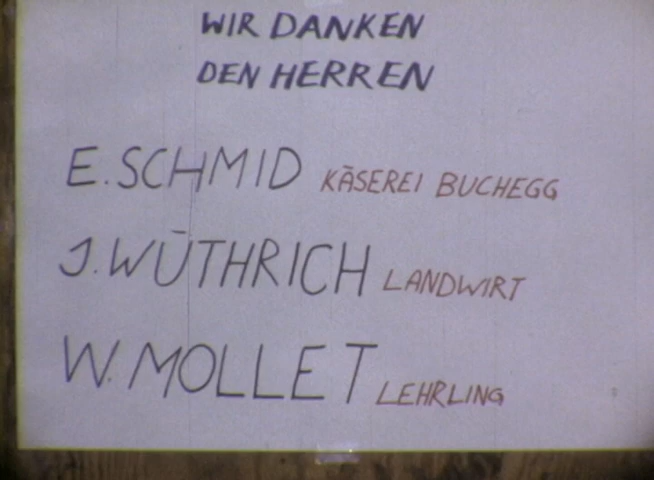 WIR DANKEN
DEN HERREN
E. SCHMID KÄSEREI BUCHEGG
J. WÜTHRICH LANDWIRT
W. MOLLET LEHRLING